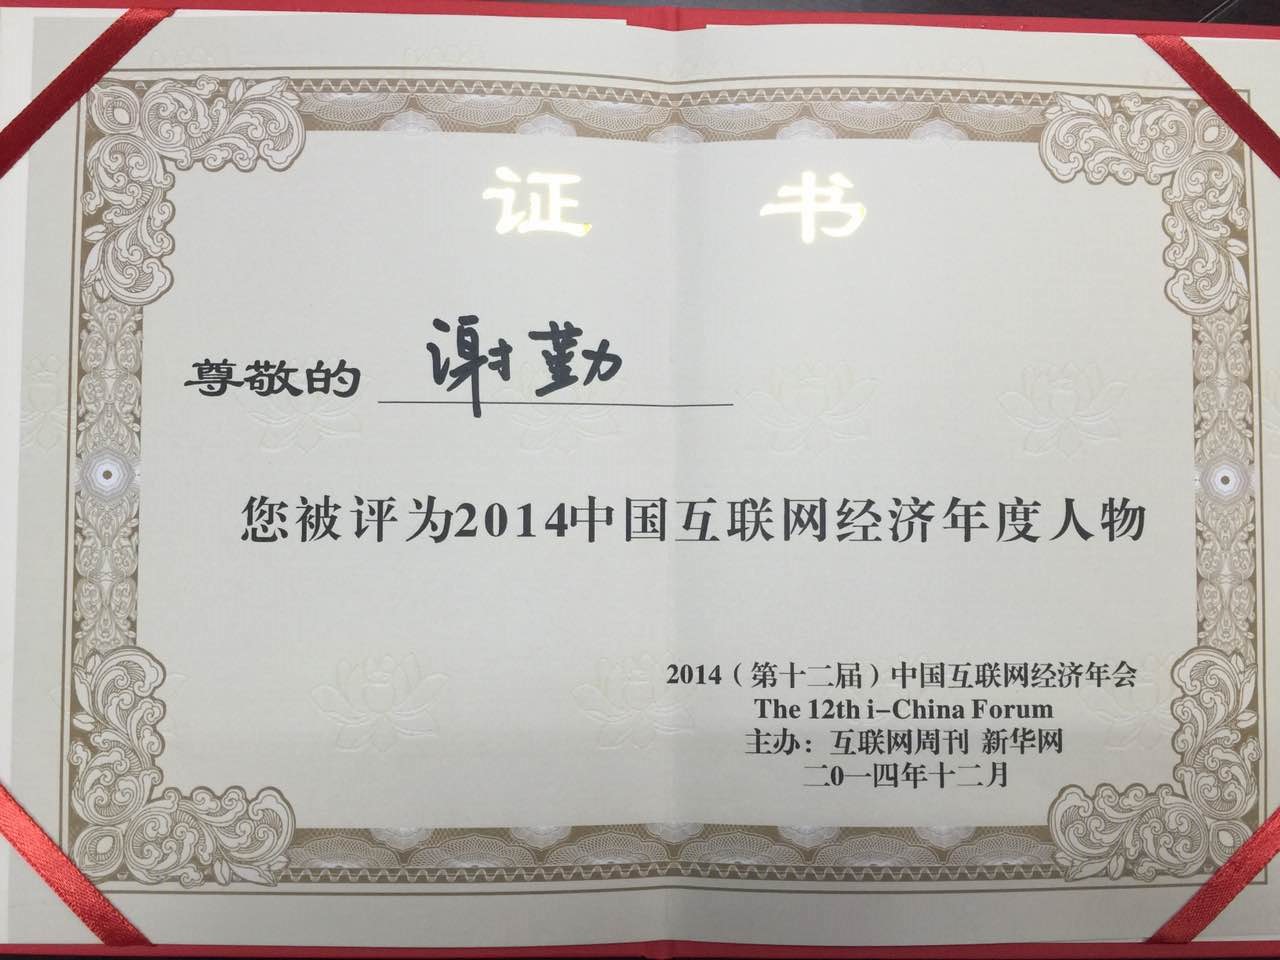 证 书
尊敬的 谢勤
您被评为2014中国互联网经济年度人物
2014（第十二届）中国互联网经济年会
The 12th i-China Forum
主办：互联网周刊 新华网
二0一四年十二月